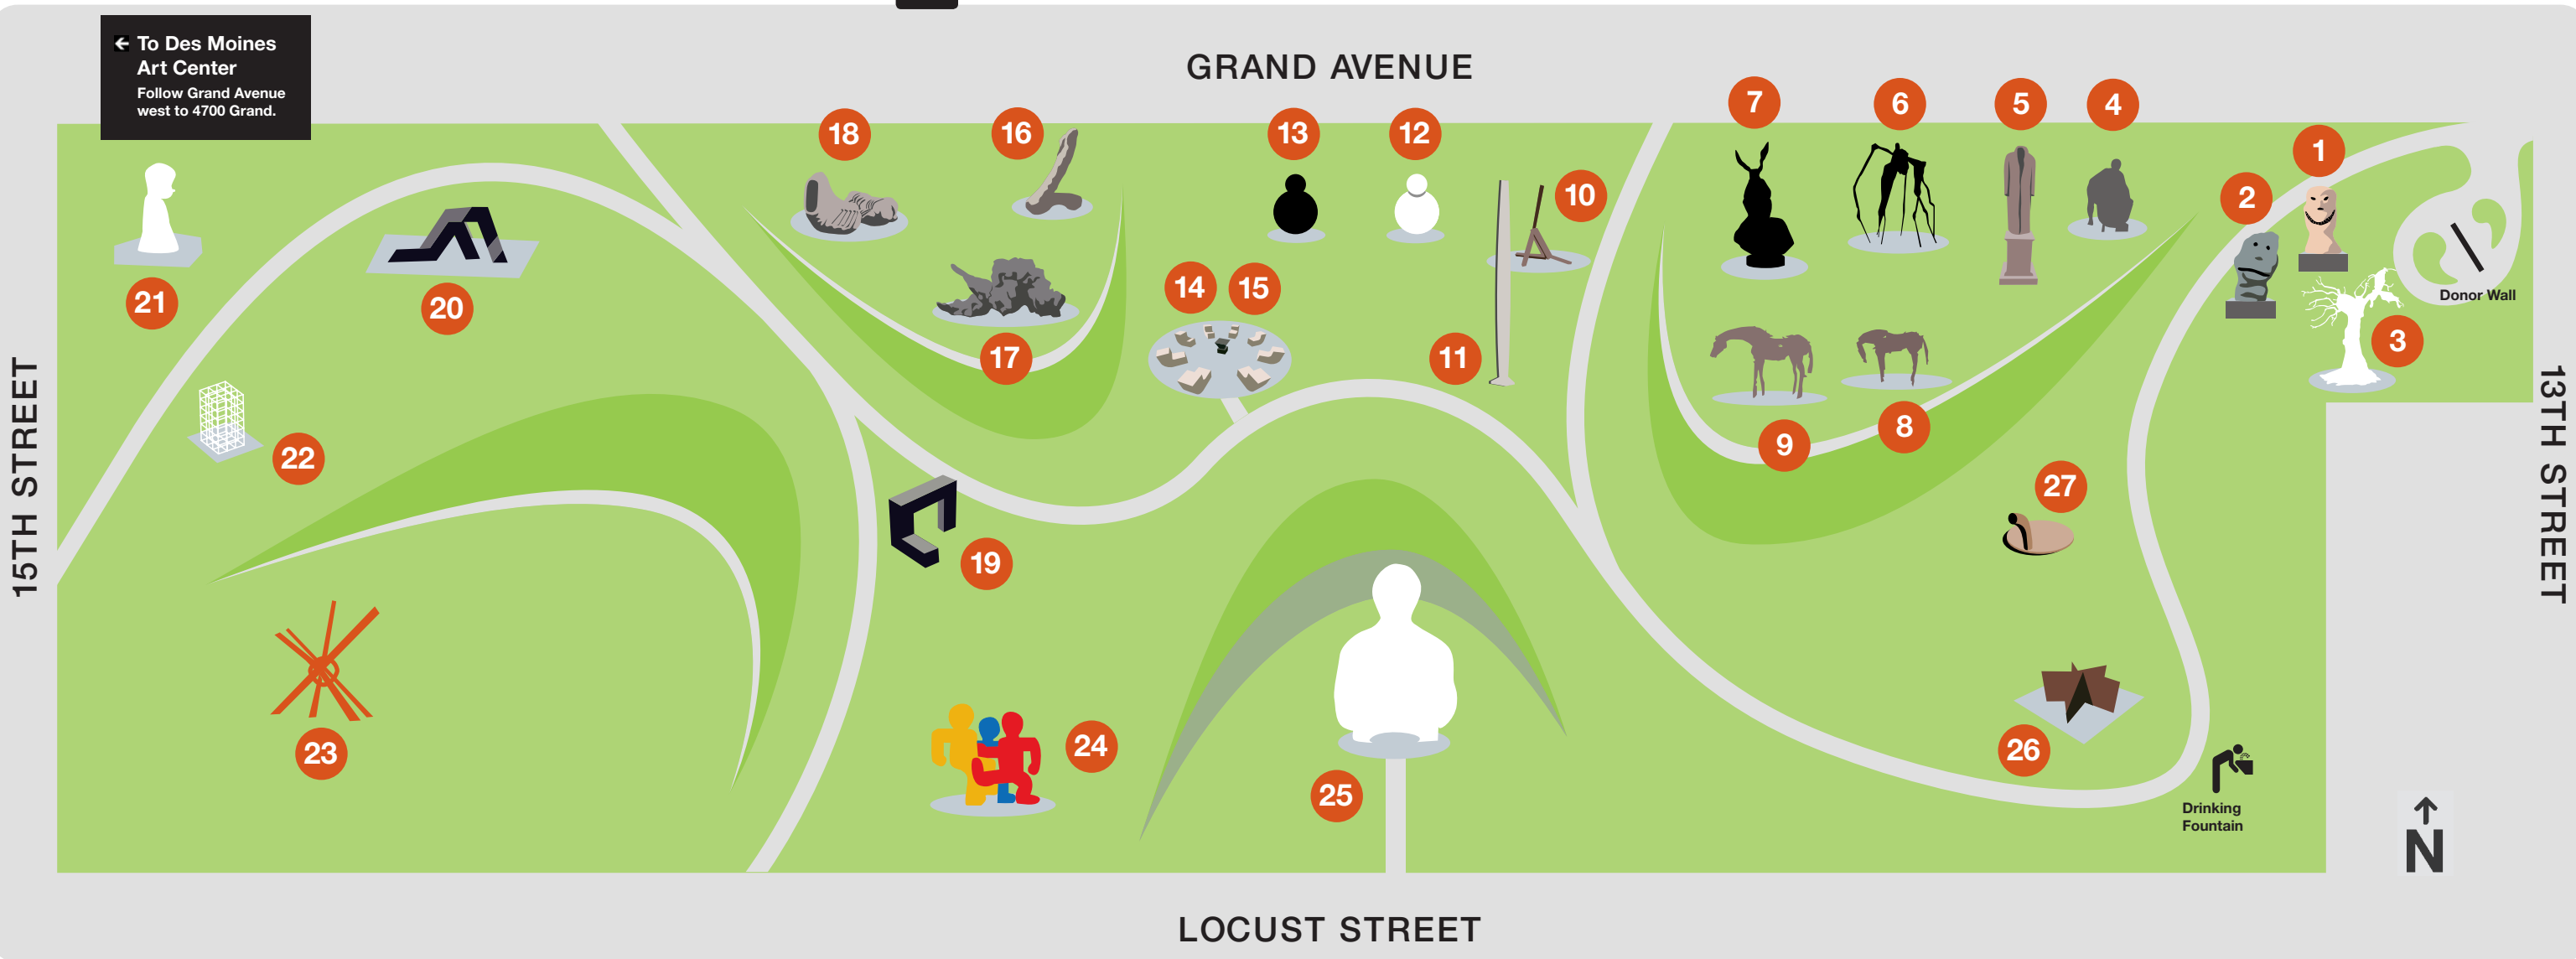 To Des Moines
Art Center
Follow Grand Avenue
west to 4700 Grand.
GRAND AVENUE
7
6
5
4
18
16
13
12
1
10
2
14
15
21
20
3
Donor Wall
17
11
8
9
22
15TH STREET
13TH STREET
27
19
24
26
23
25
Drinking
Fountain
N
LOCUST STREET